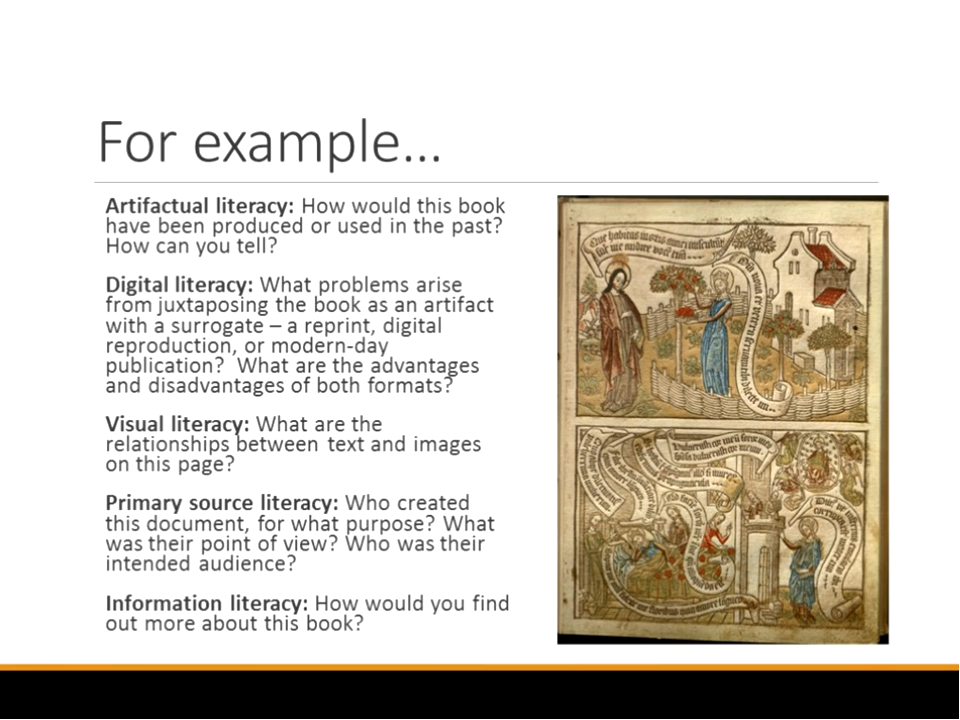 For example…
Artifactual literacy: How would this book
have been produced or used in the past?
How can you tell?
Digital literacy: What problems arise
from juxtaposing the book as an artifact
with a surrogate – a reprint, digital
reproduction, or modern-day
publication?  What are the advantages
and disadvantages of both formats?
Visual literacy: What are the
relationships between text and images
on this page?
Primary source literacy: Who created
this document, for what purpose? What
was their point of view? Who was their
intended audience?
Information literacy: How would you find
out more about this book?